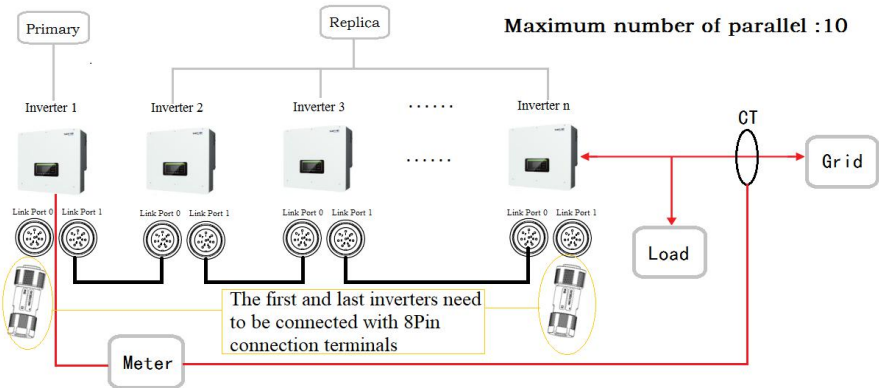 Primary
Replica
Maximum number of parallel :10
Inverter 1
Inverter 2
Inverter 3
......
Inverter n
......
CT
Grid
Link Port 0
Link Port 1
Link Port 0
Link Port 1
Link Port 0
Link Port 1
Link Port 0
Link Port 1
Load
The first and last inverters need
to be connected with 8Pin
connection terminals
Meter